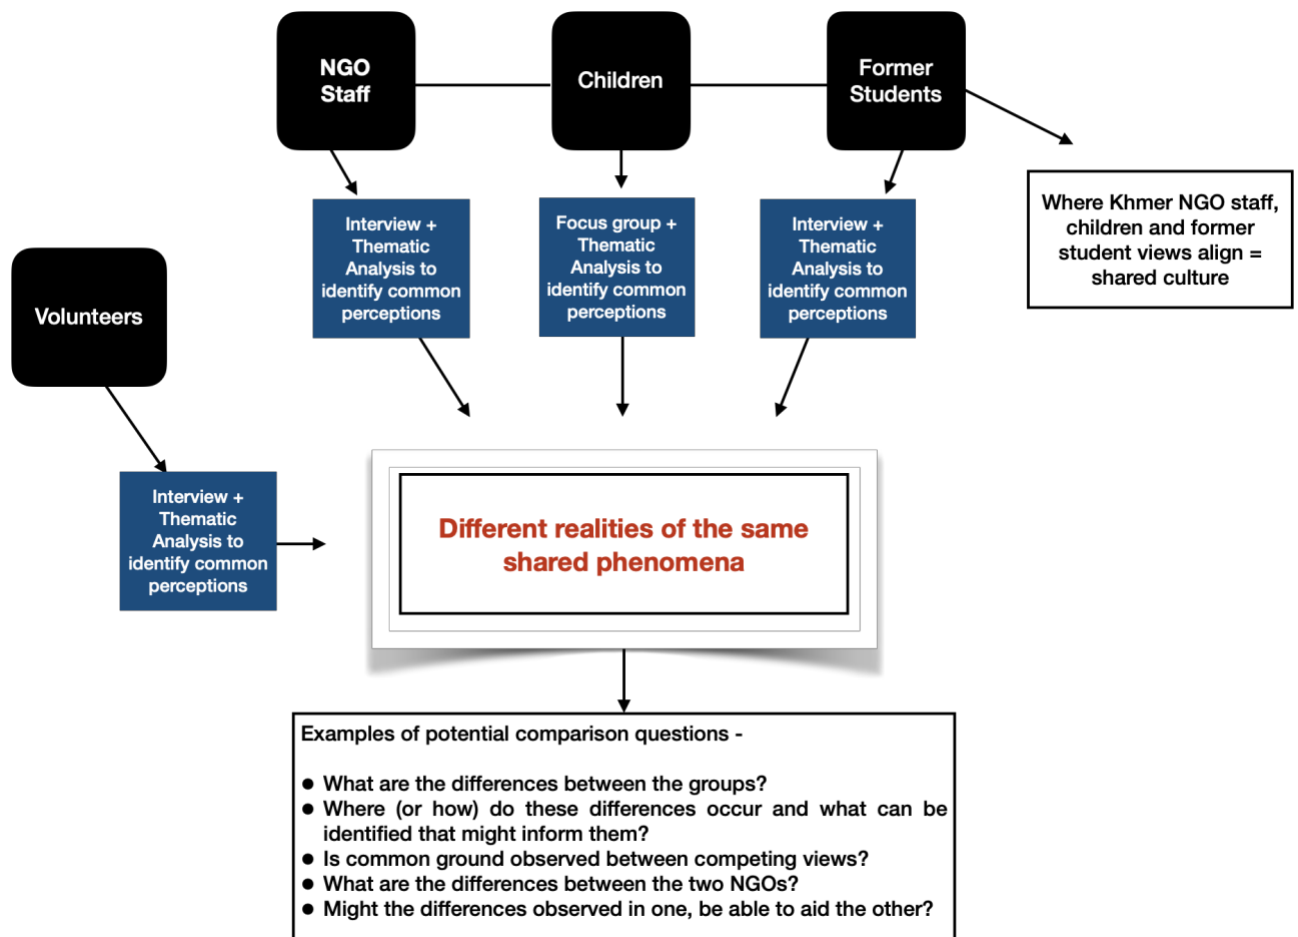 NGO
Staff
Children
Former
Students
Where Khmer NGO staff,
children and former
student views align =
shared culture
Interview +
Thematic
Analysis to
identify common
perceptions
Focus group +
Thematic
Analysis to
identify common
perceptions
Interview +
Thematic
Analysis to
identify common
perceptions
Volunteers
Interview +
Thematic
Analysis to
identify common
perceptions
Different realities of the same
shared phenomena
Examples of potential comparison questions -
● What are the differences between the groups?
● Where (or how) do these differences occur and what can be
identified that might inform them?
● Is common ground observed between competing views?
● What are the differences between the two NGOs?
● Might the differences observed in one, be able to aid the other?